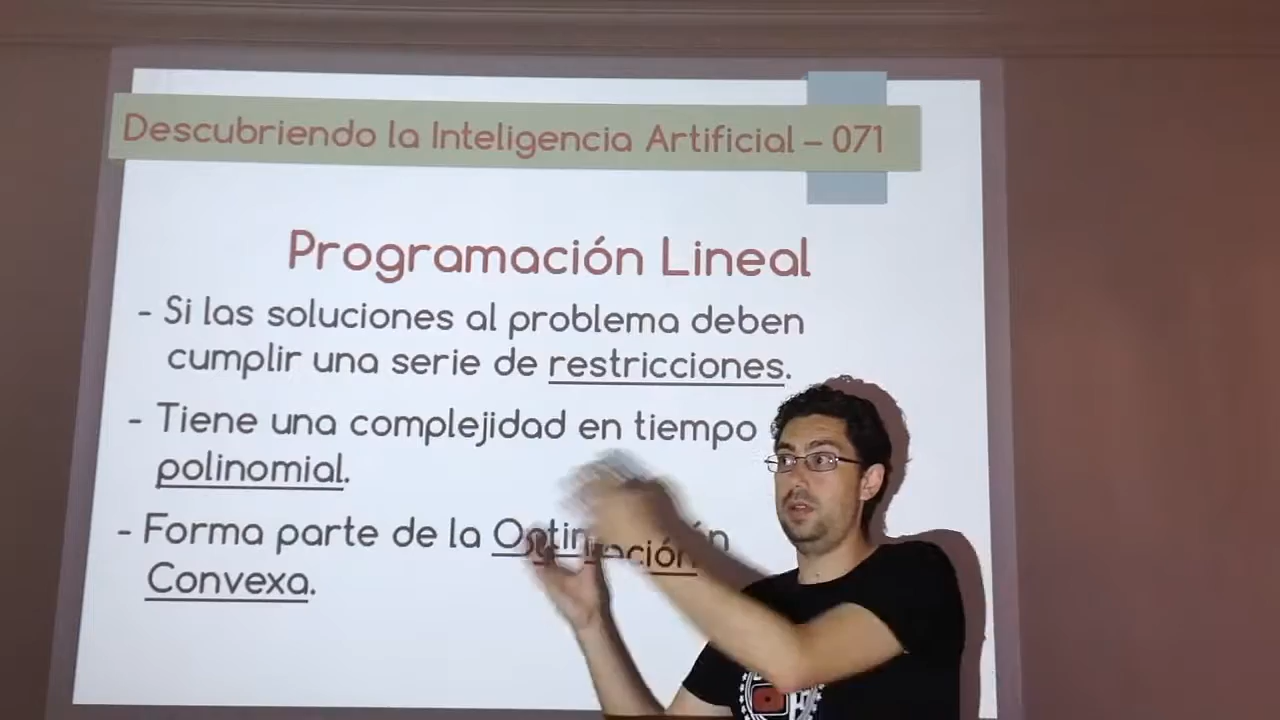 Descubriendo la Inteligencia Artificial – 071
Programación Lineal
- Si las soluciones al problema deben
cumplir una serie de restricciones.
- Tiene una complejidad en tiempo
polinomial.
- Forma parte de la
Convexa.